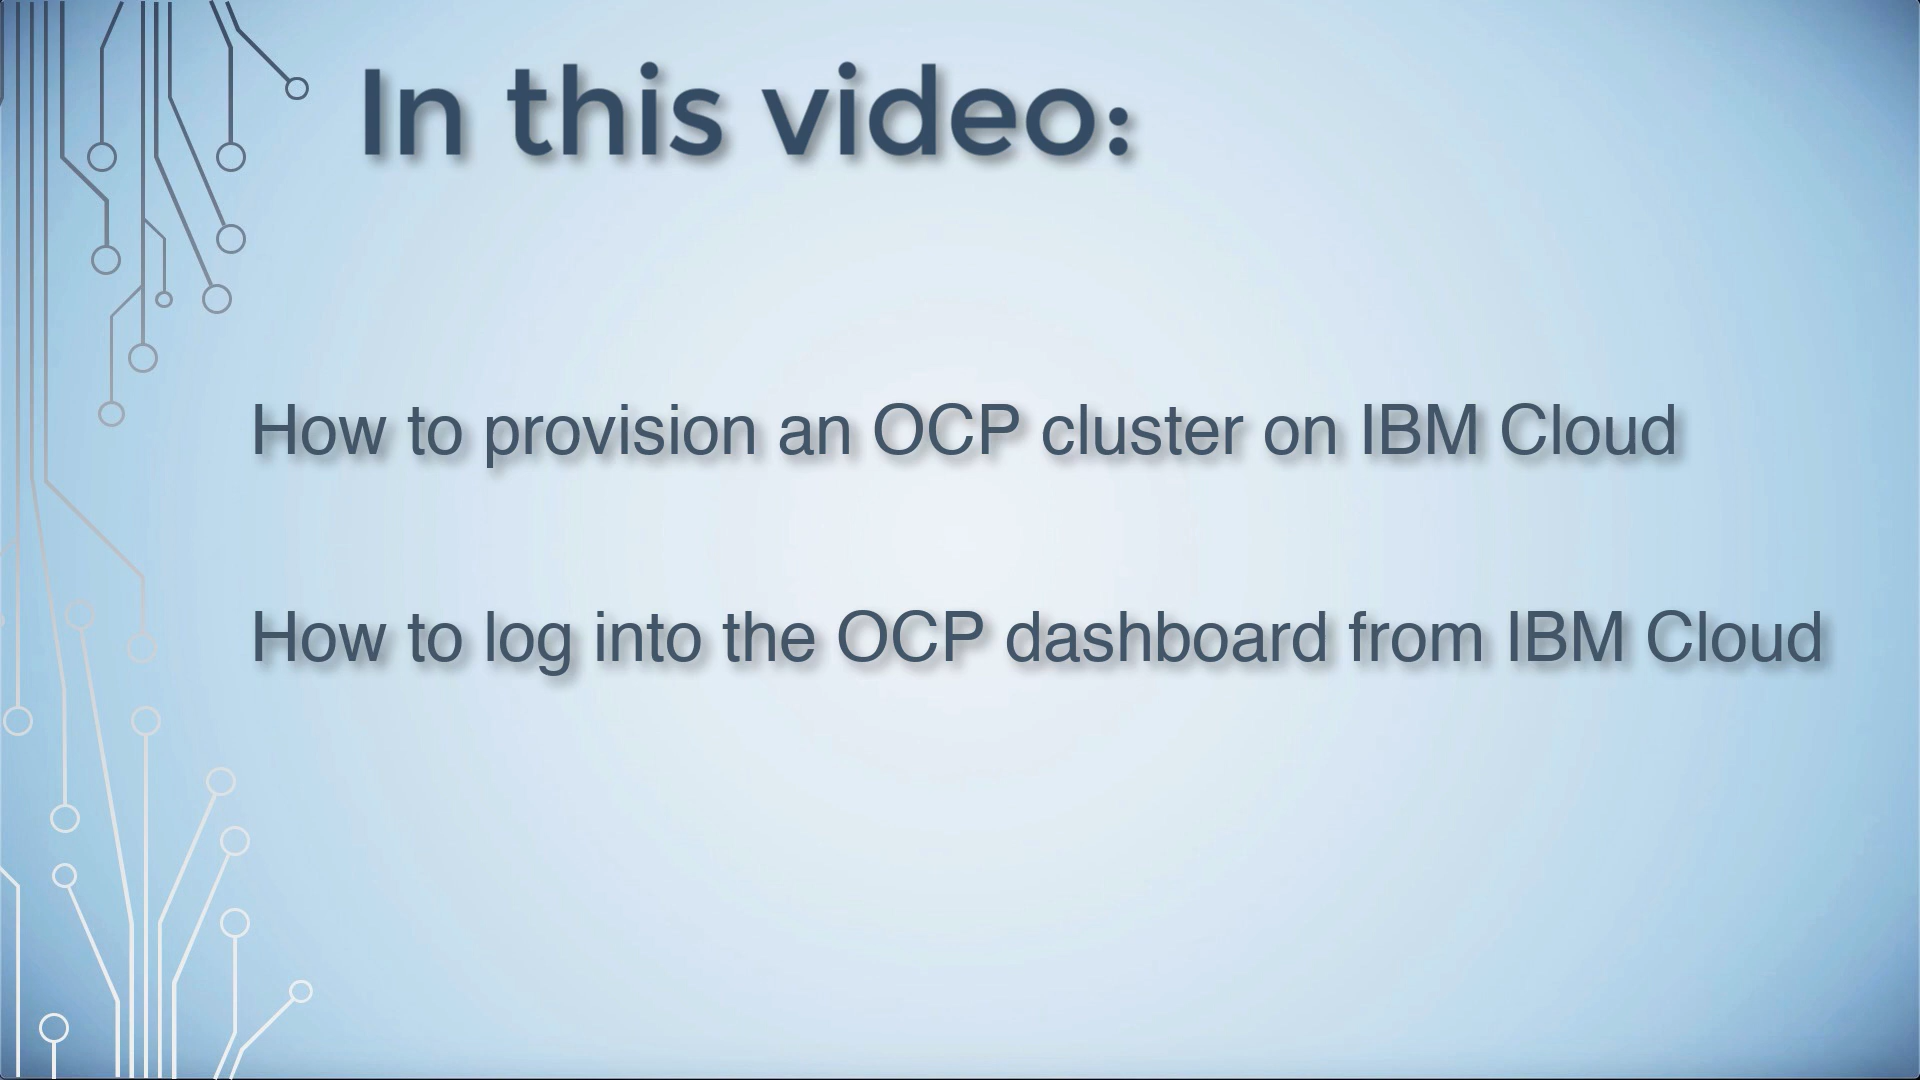 In this video:
How to provision an OCP cluster on IBM Cloud
How to log into the OCP dashboard from IBM Cloud